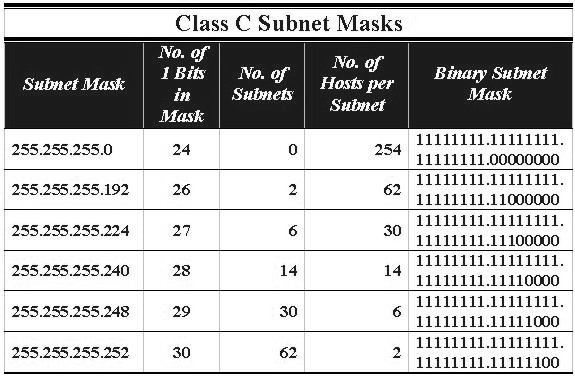 Class C Subnet Masks
Subnet Mask
No. of
1 Bits
in
Mask
No. of
Subnets
No. of
Hosts per
Subnet
Binary Subnet
Mask
255.255.255.0 24 0 254 11111111.11111111.
11111111.00000000
255.255.255.192 26 2 62 11111111.11111111.
11111111.11000000
255.255.255.224 27 6 30 11111111.11111111.
11111111.11100000
255.255.255.240 28 14 14 11111111.11111111.
11111111.11110000
255.255.255.248 29 30 6 11111111.11111111.
11111111.11111000
255.255.255.252 30 62 2 11111111.11111111.
11111111.11111100